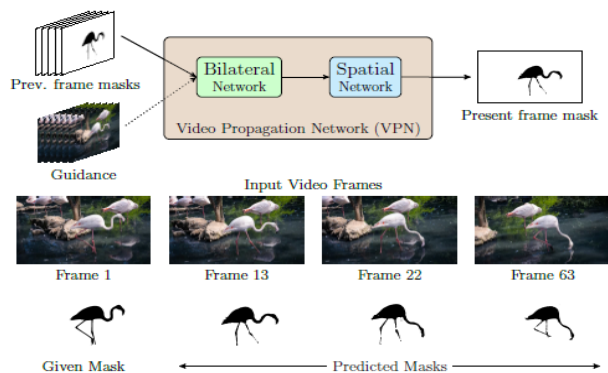 Prev. frame masks
Guidance
Bilateral
Network
Spatial
Network
Video Propagation Network (VPN)
Present frame mask
Input Video Frames
Frame 1
Frame 13
Frame 22
Frame 63
Given Mask
Predicted Masks